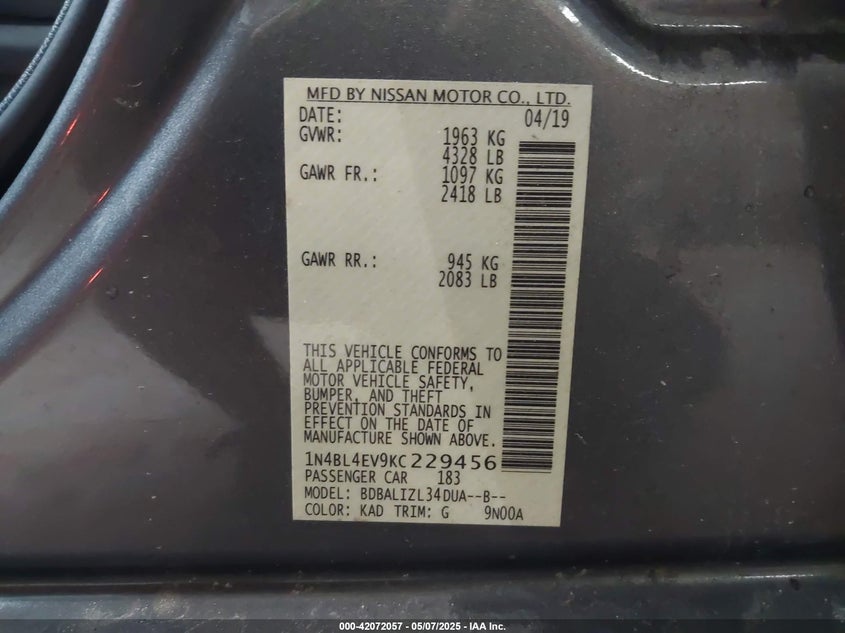 MFD BY NISSAN MOTOR CO., LTD.
DATE: 04/19
GVWR: 1963 KG
4328 LB
GAWR FR.: 1097 KG
2418 LB
GAWR RR.: 945 KG
2083 LB
THIS VEHICLE CONFORMS TO
ALL APPLICABLE FEDERAL
MOTOR VEHICLE SAFETY,
BUMPER, AND THEFT
PREVENTION STANDARDS IN
EFFECT ON THE DATE OF
MANUFACTURE SHOWN ABOVE.
1N4BL4EV9KC229456
PASSENGER CAR 183
MODEL: BDBALIZL34DUA--B--
COLOR: KAD TRIM: G 9N00A
000-42072057 - 05/07/2025 - IAA Inc.